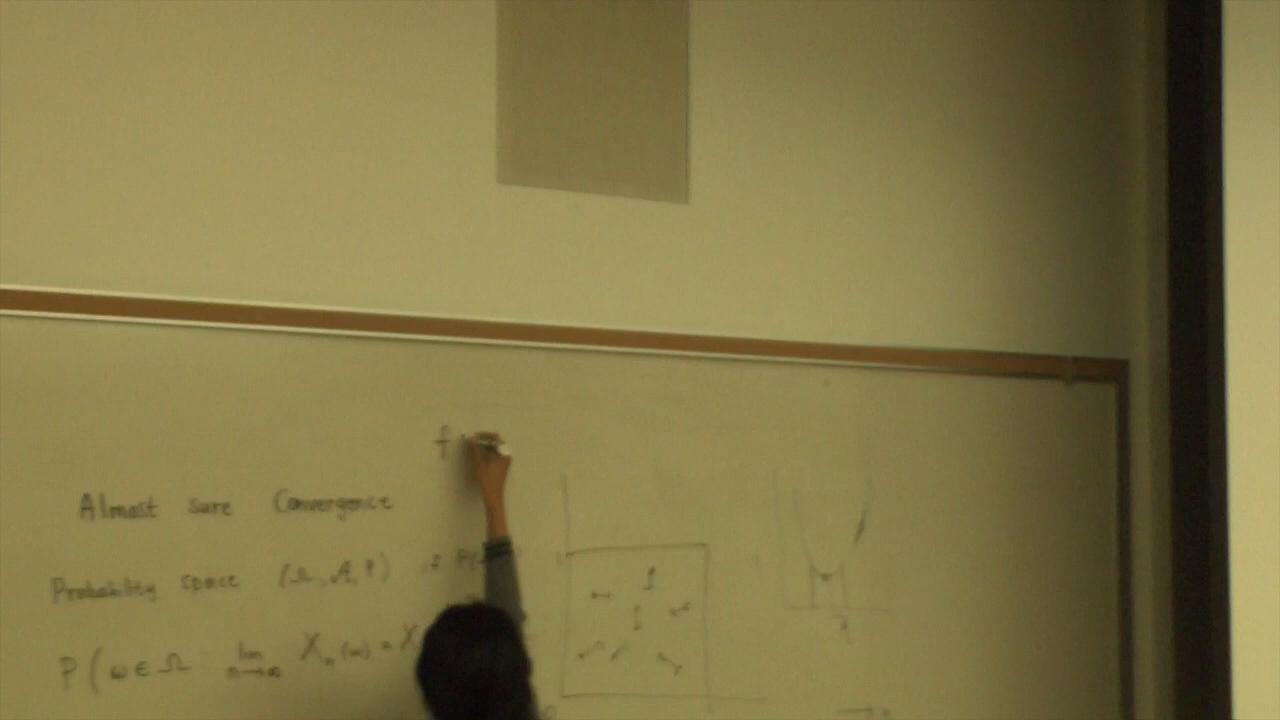 f
Almost sure Convergence
Probability space (Ω, A, P)
P ( ω ∈ Ω lim n→∞ X_n (ω) = X